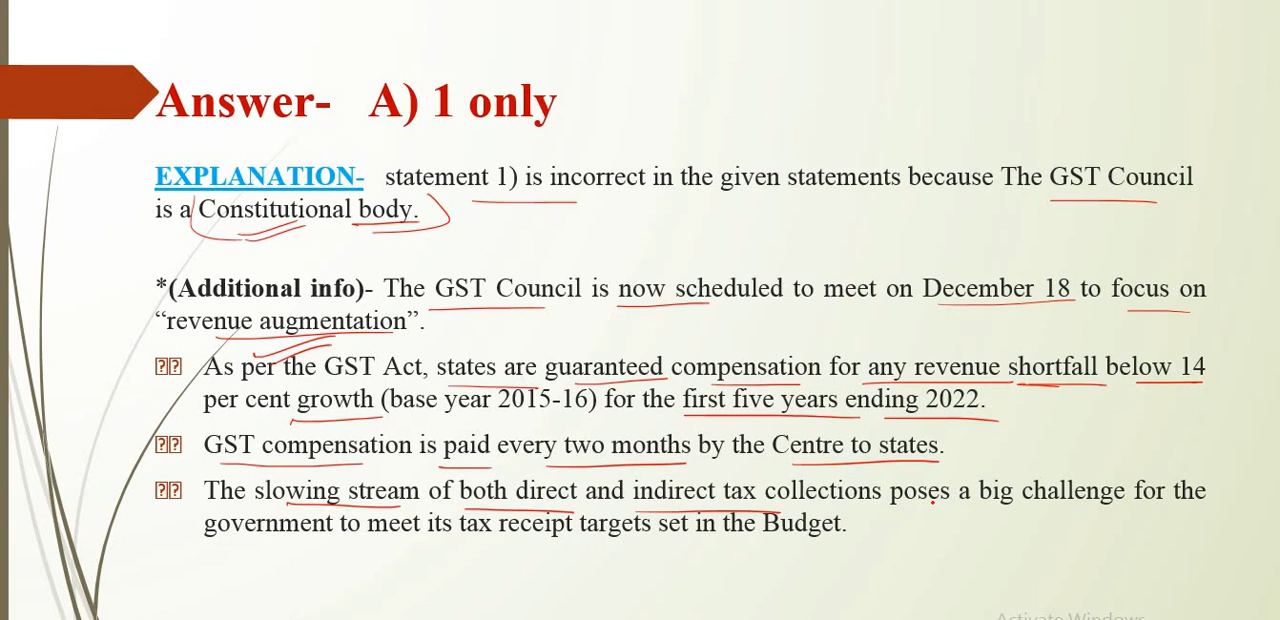 Answer- A) 1 only
EXPLANATION- statement 1) is incorrect in the given statements because The GST Council
is a Constitutional body.
*(Additional info)- The GST Council is now scheduled to meet on December 18 to focus on
“revenue augmentation”.
As per the GST Act, states are guaranteed compensation for any revenue shortfall below 14
per cent growth (base year 2015-16) for the first five years ending 2022.
GST compensation is paid every two months by the Centre to states.
The slowing stream of both direct and indirect tax collections poses a big challenge for the
government to meet its tax receipt targets set in the Budget.
Activate Windows